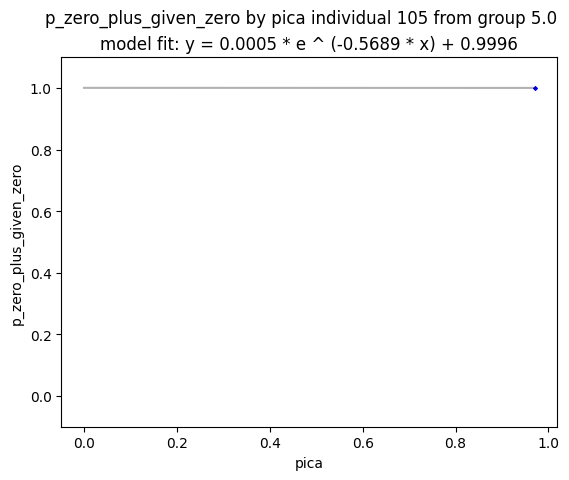 p_zero_plus_given_zero by pica individual 105 from group 5.0
model fit: y = 0.0005 * e ^ (-0.5689 * x) + 0.9996
1.0
0.8
0.6
0.4
0.2
0.0
p_zero_plus_given_zero
0.0 0.2 0.4 0.6 0.8 1.0
pica